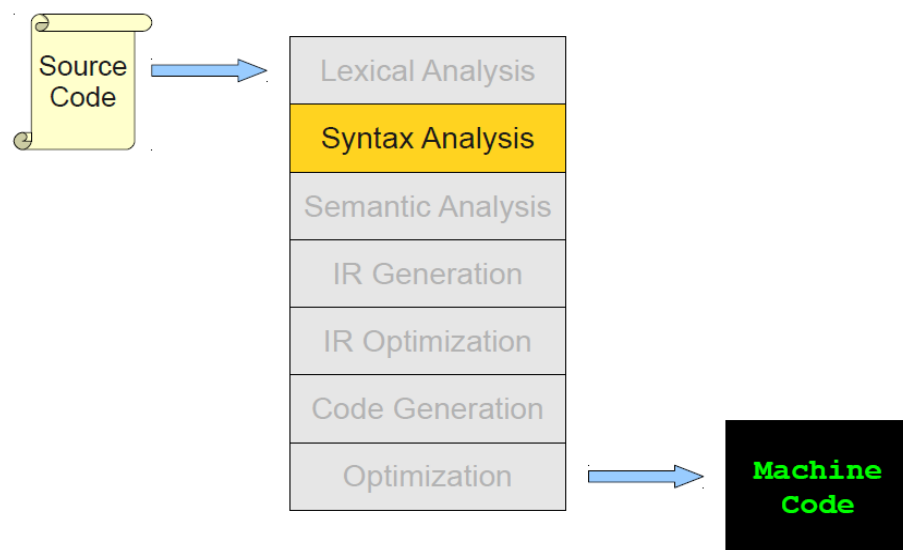 Source
Code
Lexical Analysis
Syntax Analysis
Semantic Analysis
IR Generation
IR Optimization
Code Generation
Optimization
Machine
Code